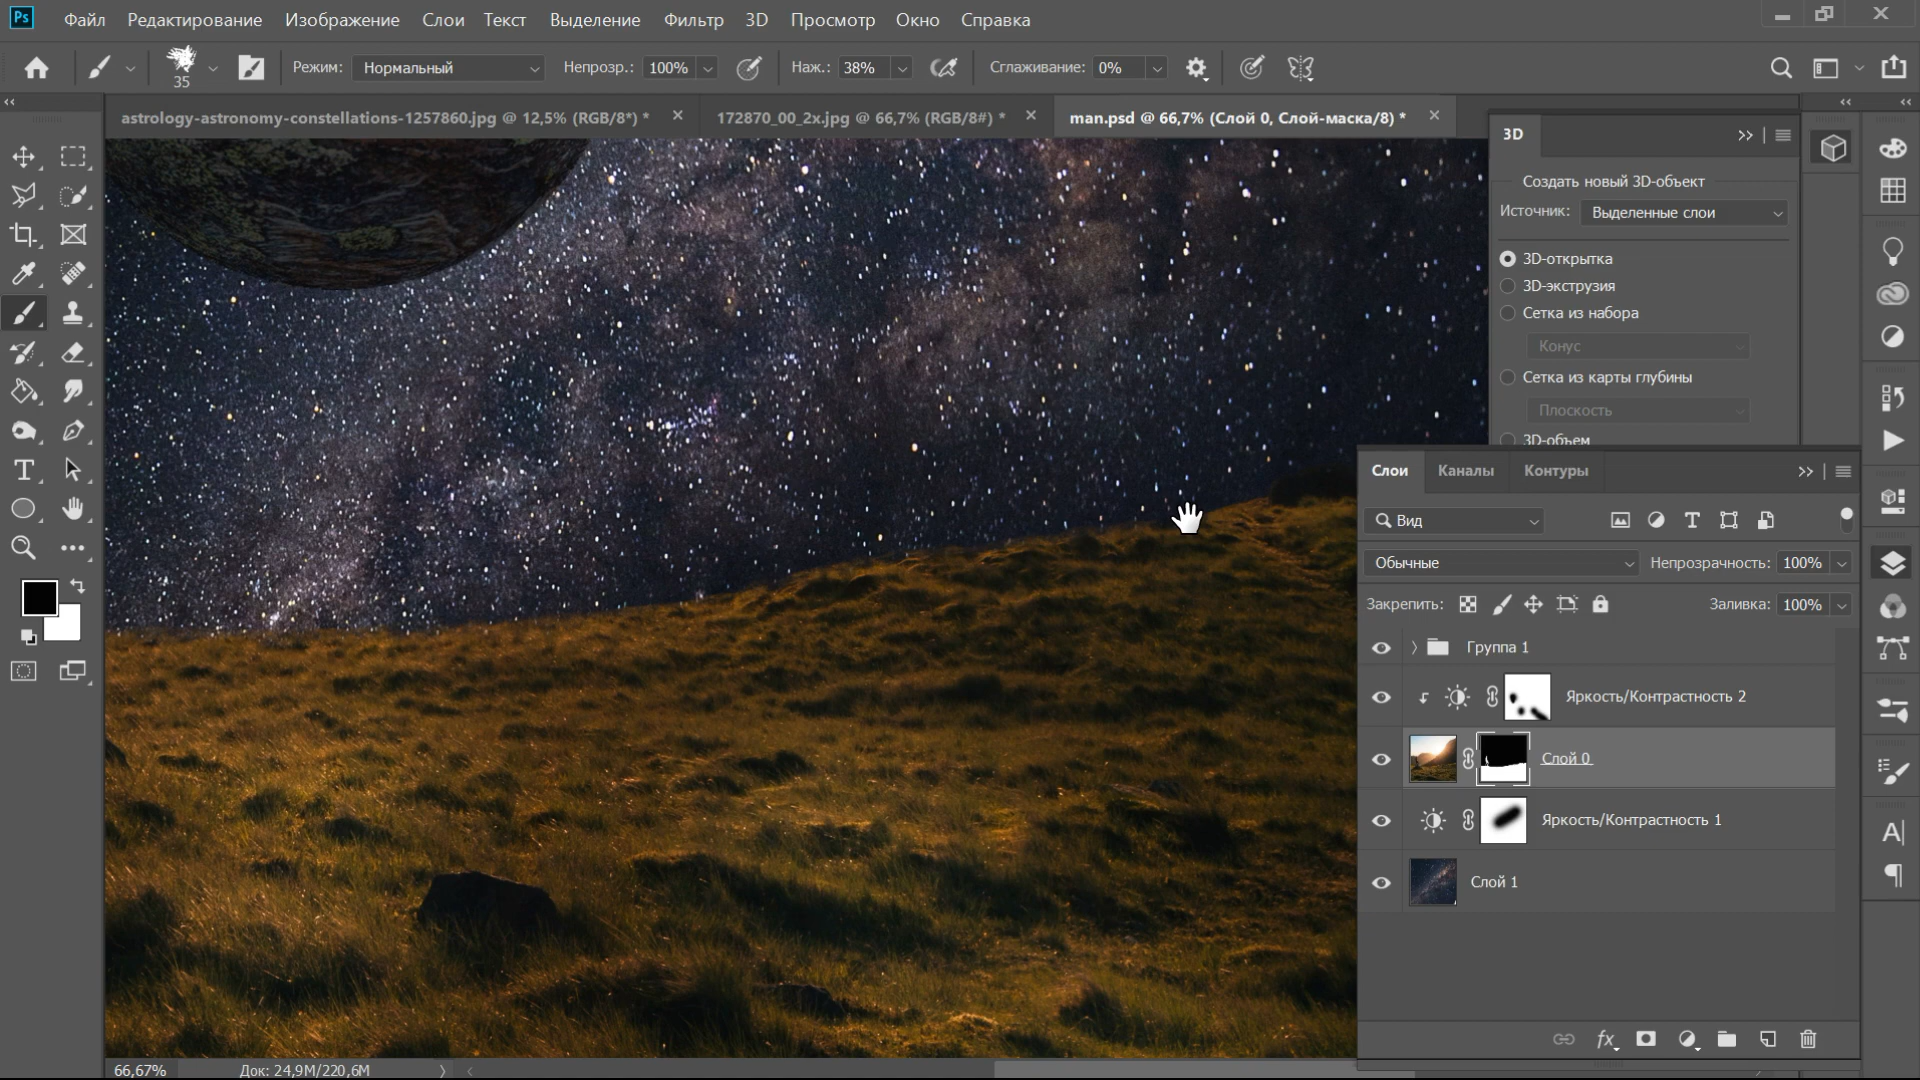 Ps Файл Редактирование Изображение Слои Текст Выделение Фильтр 3D Просмотр Окно Справка
35 Режим: Нормальный Непрозр.: 100% Наж.: 38% Сглаживание: 0%
astrology-astronomy-constellations-1257860.jpg @ 12,5% (RGB/8*) * 172870_00_2x.jpg @ 66,7% (RGB/8#) * man.psd @ 66,7% (Слой 0, Слой-маска/8) *
3D
Создать новый 3D-объект
Источник: Выделенные слои
3D-открытка
3D-экструзия
Сетка из набора
Конус
Сетка из карты глубины
Плоскость
3D-объем
Слои Каналы Контуры
Вид
Обычные Непрозрачность: 100%
Закрепить: Заливка: 100%
Группа 1
Яркость/Контрастность 2
Слой 0
Яркость/Контрастность 1
Слой 1
66,67% Док: 24,9M/220,6M